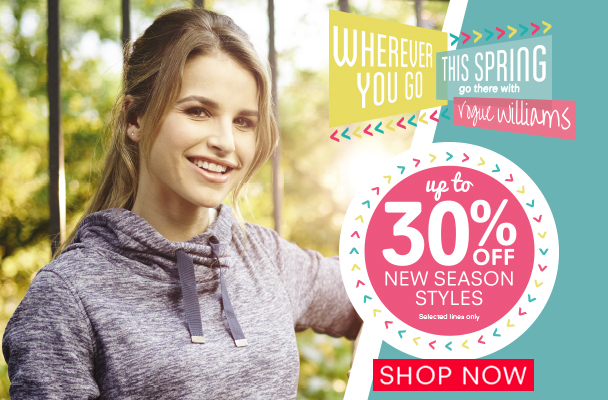 WHEREVER
YOU GO
THIS SPRING
go there with
Vogue Williams
up to
30% OFF
NEW SEASON
STYLES
Selected lines only
SHOP NOW